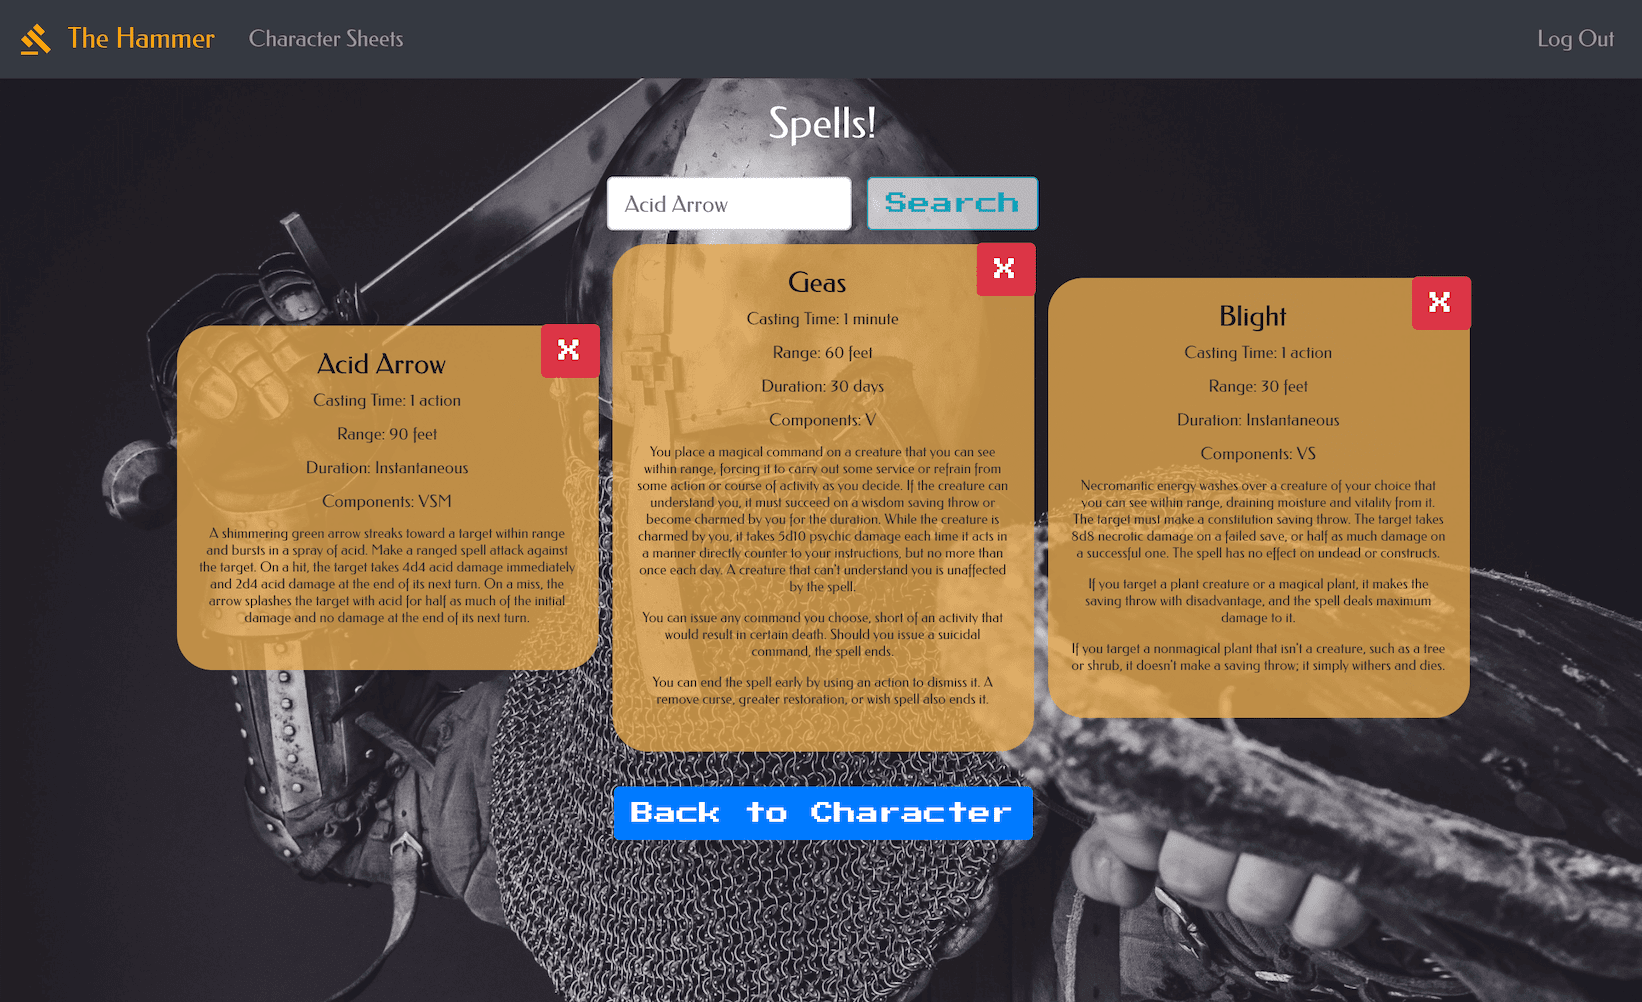 The Hammer
Character Sheets
Log Out
Spells!
Acid Arrow
Search
Acid Arrow
X
Casting Time: 1 action
Range: 90 feet
Duration: Instantaneous
Components: VSM
A shimmering green arrow streaks toward a target within range
and bursts in a spray of acid. Make a ranged spell attack against
the target. On a hit, the target takes 4d4 acid damage immediately
and 2d4 acid damage at the end of its next turn. On a miss, the
arrow splashes the target with acid for half as much of the initial
damage and no damage at the end of its next turn.
Geas
X
Casting Time: 1 minute
Range: 60 feet
Duration: 30 days
Components: V
You place a magical command on a creature that you can see
within range, forcing it to carry out some service or refrain from
some action or course of activity as you decide. If the creature can
understand you, it must succeed on a wisdom saving throw or
become charmed by you for the duration. While the creature is
charmed by you, it takes 5d10 psychic damage each time it acts in
a manner directly counter to your instructions, but no more than
once each day. A creature that can't understand you is unaffected
by the spell.
You can issue any command you choose, short of an activity that
would result in certain death. Should you issue a suicidal
command, the spell ends.
You can end the spell early by using an action to dismiss it. A
remove curse, greater restoration, or wish spell also ends it.
Blight
X
Casting Time: 1 action
Range: 30 feet
Duration: Instantaneous
Components: VS
Necromantic energy washes over a creature of your choice that
you can see within range, draining moisture and vitality from it.
The target must make a constitution saving throw. The target takes
8d8 necrotic damage on a failed save, or half as much damage on
a successful one. The spell has no effect on undead or constructs.
If you target a plant creature or a magical plant, it makes the
saving throw with disadvantage, and the spell deals maximum
damage to it.
If you target a nonmagical plant that isn't a creature, such as a tree
or shrub, it doesn't make a saving throw; it simply withers and dies.
Back to Character